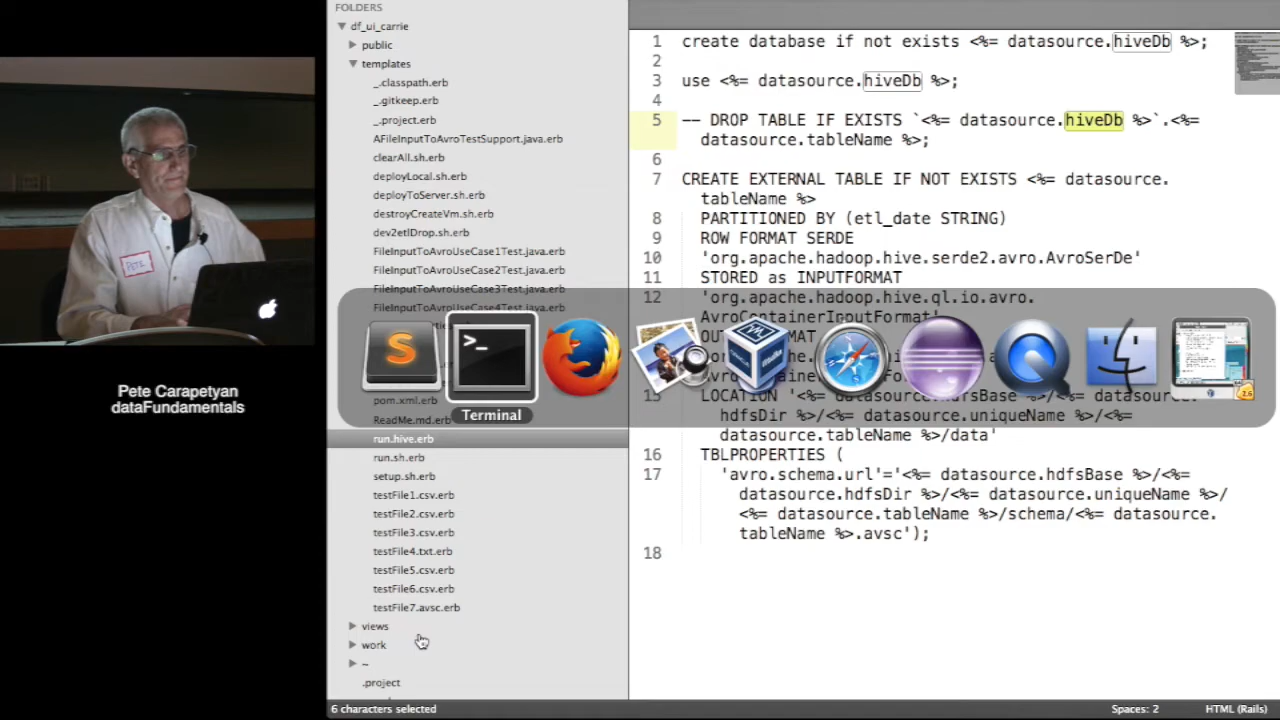 FOLDERS
df_ui_carrie
public
templates
_.classpath.erb
_.gitkeep.erb
_.project.erb
AFileInputToAvroTestSupport.java.erb
clearAll.sh.erb
deployLocal.sh.erb
deployToServer.sh.erb
destroyCreateVm.sh.erb
dev2etlDrop.sh.erb
FileInputToAvroUseCase1Test.java.erb
FileInputToAvroUseCase2Test.java.erb
FileInputToAvroUseCase3Test.java.erb
FileInputToAvroUseCase4Test.java.erb
pom.xml.erb
ReadMe.md.erb
run.hive.erb
run.sh.erb
setup.sh.erb
testFile1.csv.erb
testFile2.csv.erb
testFile3.csv.erb
testFile4.txt.erb
testFile5.csv.erb
testFile6.csv.erb
testFile7.avsc.erb
views
work
~
.project
1 create database if not exists <%= datasource.hiveDb %>;
2
3 use <%= datasource.hiveDb %>;
4
5 -- DROP TABLE IF EXISTS `<%= datasource.hiveDb %>`.<%=
datasource.tableName %>;
6
7 CREATE EXTERNAL TABLE IF NOT EXISTS <%= datasource.
tableName %>
8 PARTITIONED BY (etl_date STRING)
9 ROW FORMAT SERDE
10 'org.apache.hadoop.hive.serde2.avro.AvroSerDe'
11 STORED as INPUTFORMAT
12 'org.apache.hadoop.hive.ql.io.avro.
AvroContainerInputFormat'
LOCATION '<%= datasource.
hdfsDir %>/<%= datasource.uniqueName %>/<%=
datasource.tableName %>/data'
16 TBLPROPERTIES (
17 'avro.schema.url'='<%= datasource.hdfsBase %>/<%=
datasource.hdfsDir %>/<%= datasource.uniqueName %>/
<%= datasource.tableName %>/schema/<%= datasource.
tableName %>.avsc');
18
Terminal
PETE
Pete Carapetyan
dataFundamentals
6 characters selected
Spaces: 2
HTML (Rails)